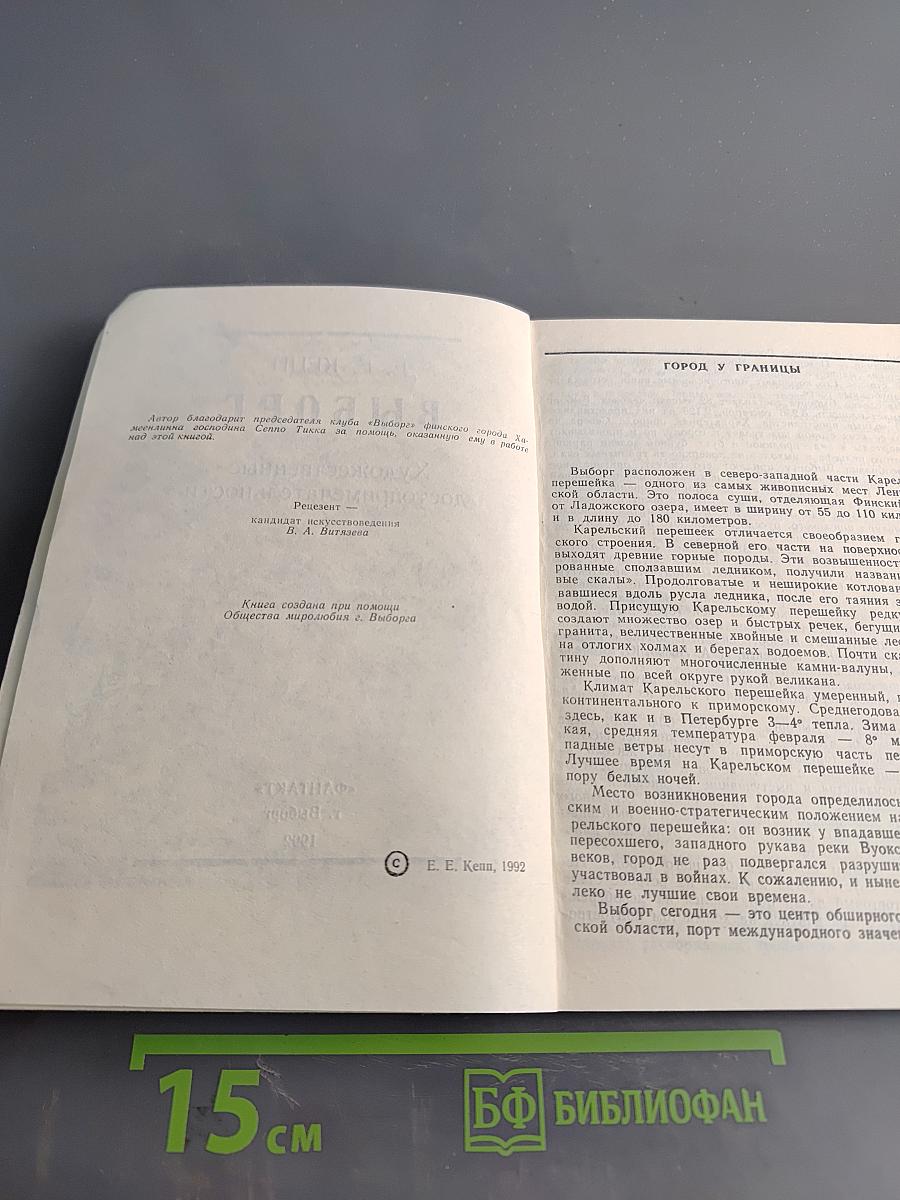 Автор благодарит председателя клуба «Выборг» финского города Ха-
меенлинна господина Сеппо Тикка за помощь, оказанную ему в работе
над этой книгой.
Рецезент —
кандидат искусствоведения
В. А. Витязева
Книга создана при помощи
Общества миролюбия г. Выборга
© Е. Е. Кепп, 1992
ГОРОД У ГРАНИЦЫ
Выборг расположен в северо-западной части Карел
перешейка — одного из самых живописных мест Лен
ской области. Это полоса суши, отделяющая Финский
от Ладожского озера, имеет в ширину от 55 до 110 кил
и в длину до 180 километров.
Карельский перешеек отличается своеобразием г
ского строения. В северной его части на поверхнос
выходят древние горные породы. Эти возвышенност
рованные сползавшим ледником, получили названи
вые скалы». Продолговатые и неширокие котлован
вавшиеся вдоль русла ледника, после его таяния з
водой. Присущую Карельскому перешейку редку
создают множество озер и быстрых речек, бегущи
гранита, величественные хвойные и смешанные лес
на отлогих холмах и берегах водоемов. Почти ска
тину дополняют многочисленные камни-валуны,
женные по всей округе рукой великана.
Климат Карельского перешейка умеренный,
континентального к приморскому. Среднегодова
здесь, как и в Петербурге 3—4° тепла. Зима
кая, средняя температура февраля — 8° м
падные ветры несут в приморскую часть пе
Лучшее время на Карельском перешейке —
пору белых ночей.
Место возникновения города определилос
ским и военно-стратегическим положением на
рельского перешейка: он возник у впадавше
пересохшего, западного рукава реки Вуокс
веков, город не раз подвергался разруши
участвовал в войнах. К сожалению, и ныне
леко не лучшие свои времена.
Выборг сегодня — это центр обширного
ской области, порт международного значе
15 см
БФ БИБЛИОФАН